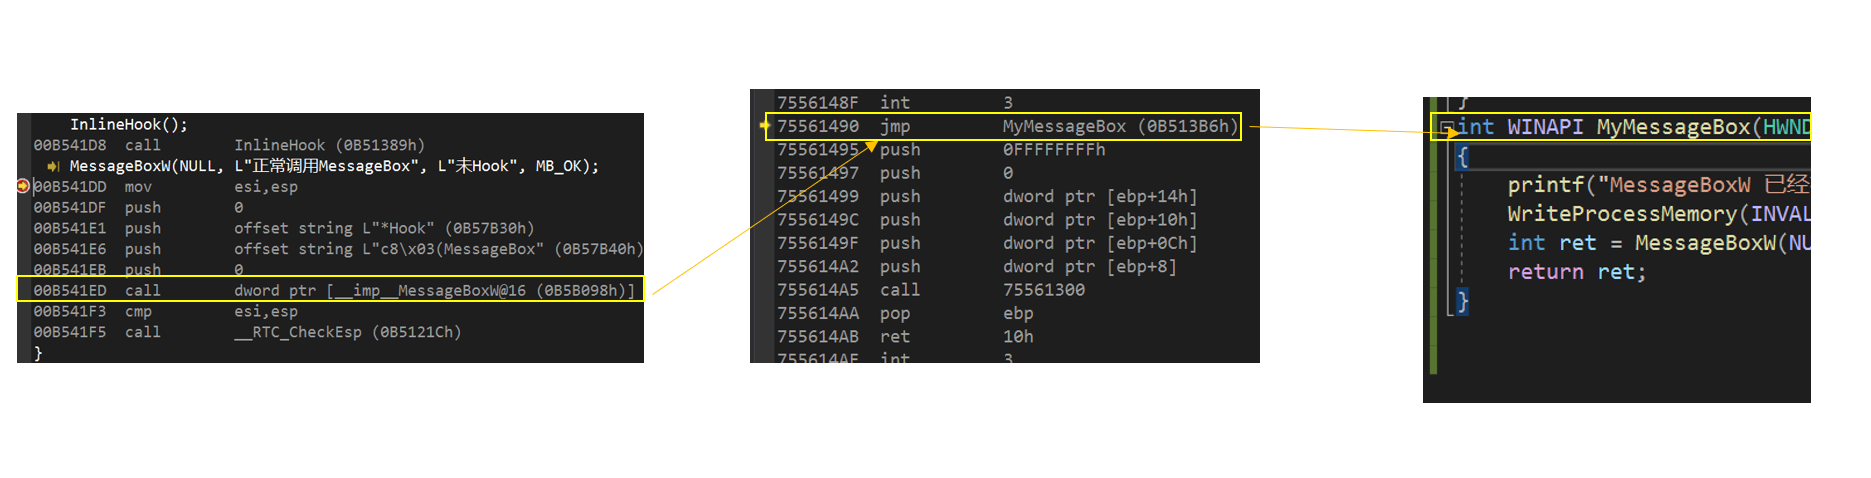 InlineHook();
00B541D8 call InlineHook (0B51389h)
MessageBoxW(NULL, L"正常调用MessageBox", L"未Hook", MB_OK);
00B541DD mov esi,esp
00B541DF push 0
00B541E1 push offset string L"*Hook" (0B57B30h)
00B541E6 push offset string L"c8\x03(MessageBox" (0B57B40h)
00B541EB push 0
00B541ED call dword ptr [__imp__MessageBoxW@16 (0B5B098h)]
00B541F3 cmp esi,esp
00B541F5 call __RTC_CheckEsp (0B5121Ch)
}
7556148F int 3
75561490 jmp MyMessageBox (0B513B6h)
75561495 push 0FFFFFFFFh
75561497 push 0
75561499 push dword ptr [ebp+14h]
7556149C push dword ptr [ebp+10h]
7556149F push dword ptr [ebp+0Ch]
755614A2 push dword ptr [ebp+8]
755614A5 call 75561300
755614AA pop ebp
755614AB ret 10h
755614AE int 3
}
int WINAPI MyMessageBox(HWND
{
printf("MessageBoxW 已经
WriteProcessMemory(INVAL
int ret = MessageBoxW(NU
return ret;
}